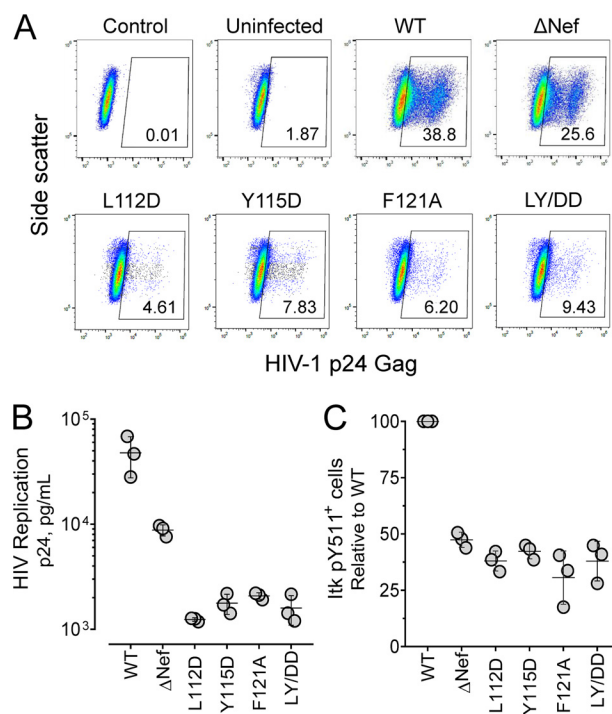 A
Control
Uninfected
WT
ΔNef
0.01
1.87
38.8
25.6
L112D
Y115D
F121A
LY/DD
4.61
7.83
6.20
9.43
Side scatter
HIV-1 p24 Gag
B
HIV Replication
p24, pg/mL
10⁵
10⁴
10³
WT
ΔNef
L112D
Y115D
F121A
LY/DD
C
Itk pY511⁺ cells
Relative to WT
100
75
50
25
0
WT
ΔNef
L112D
Y115D
F121A
LY/DD